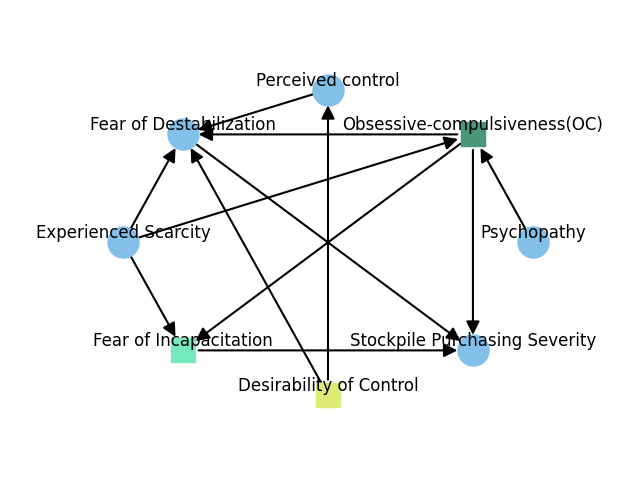 Perceived control
Fear of Destabilization
Obsessive-compulsiveness(OC)
Experienced Scarcity
Psychopathy
Fear of Incapacitation
Stockpile Purchasing Severity
Desirability of Control